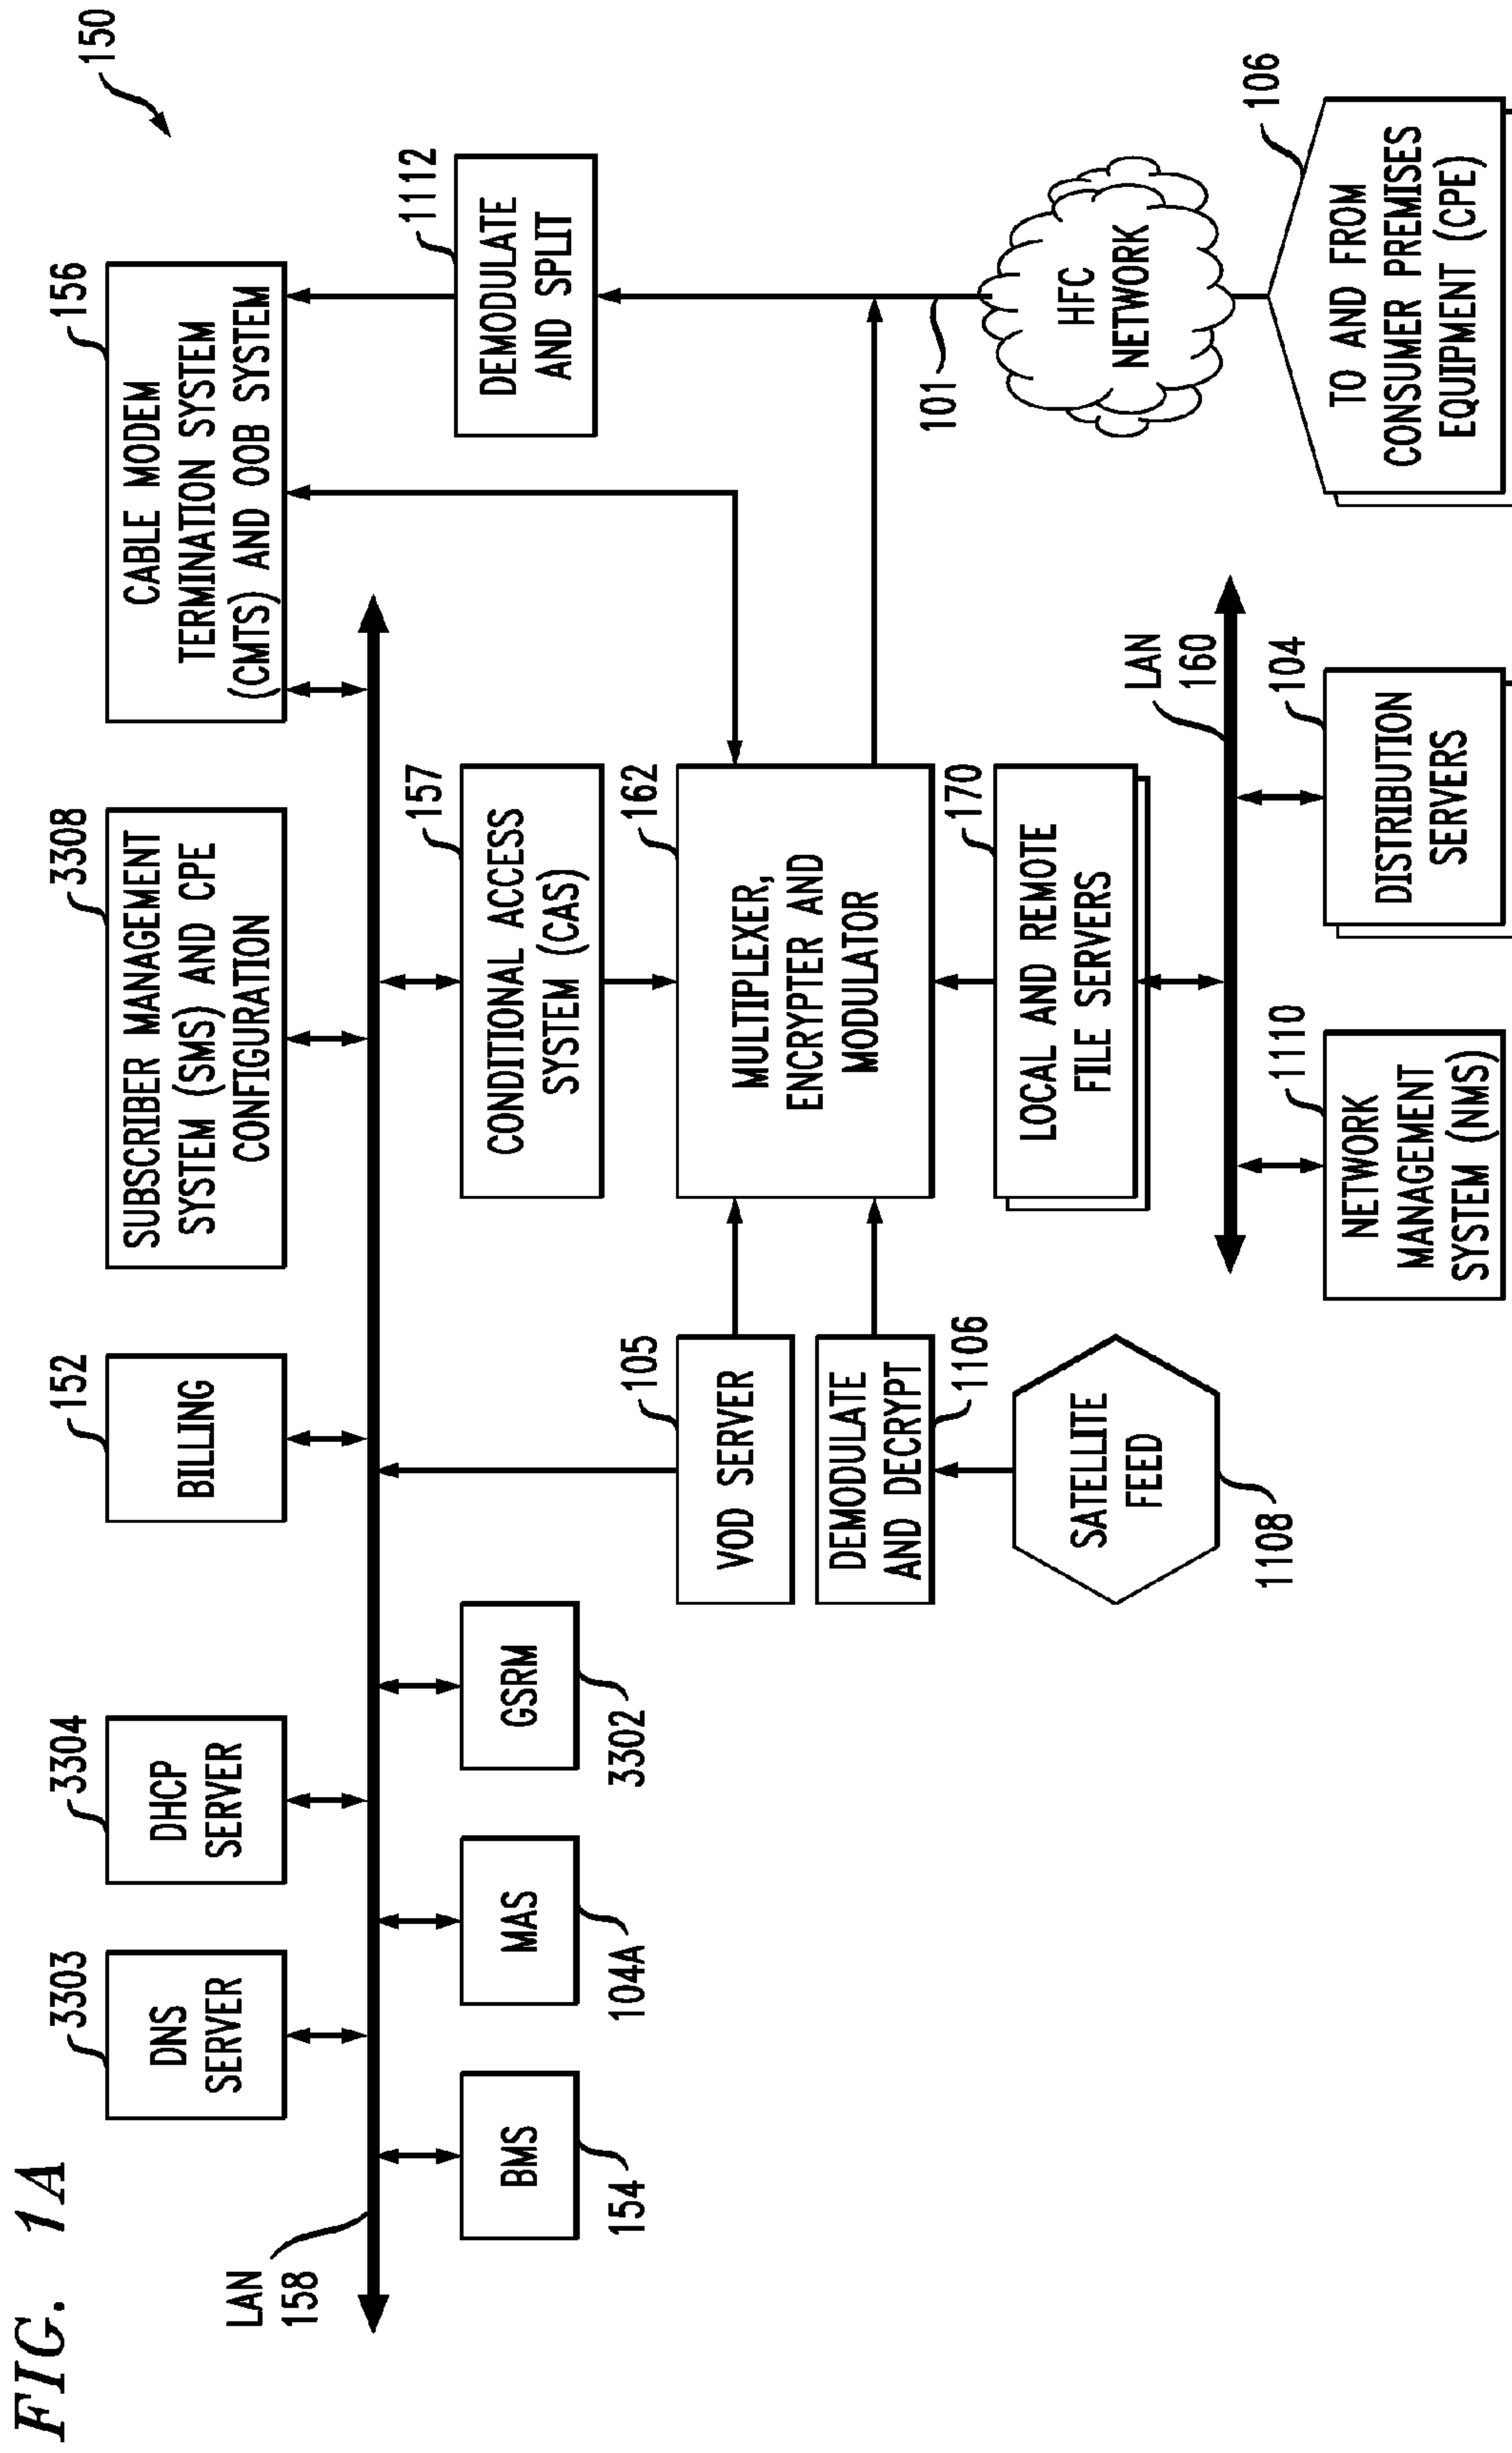 FIG. 1A
150
3303
DNS
SERVER
3304
DHCP
SERVER
152
BILLING
3308
SUBSCRIBER MANAGEMENT
SYSTEM (SMS) AND CPE
CONFIGURATION
156
CABLE MODEM
TERMINATION SYSTEM
(CMTS) AND OOB SYSTEM
LAN
158
BMS
154
MAS
104A
GSRM
3302
157
CONDITIONAL ACCESS
SYSTEM (CAS)
1112
DEMODULATE
AND SPLIT
105
VOD SERVER
162
MULTIPLEXER,
ENCRYPTER AND
MODULATOR
DEMODULATE
AND DECRYPT
1106
101
SATELLITE
FEED
1108
170
LOCAL AND REMOTE
FILE SERVERS
HFC
NETWORK
LAN
160
1110
NETWORK
MANAGEMENT
SYSTEM (NMS)
104
DISTRIBUTION
SERVERS
106
TO AND FROM
CONSUMER PREMISES
EQUIPMENT (CPE)